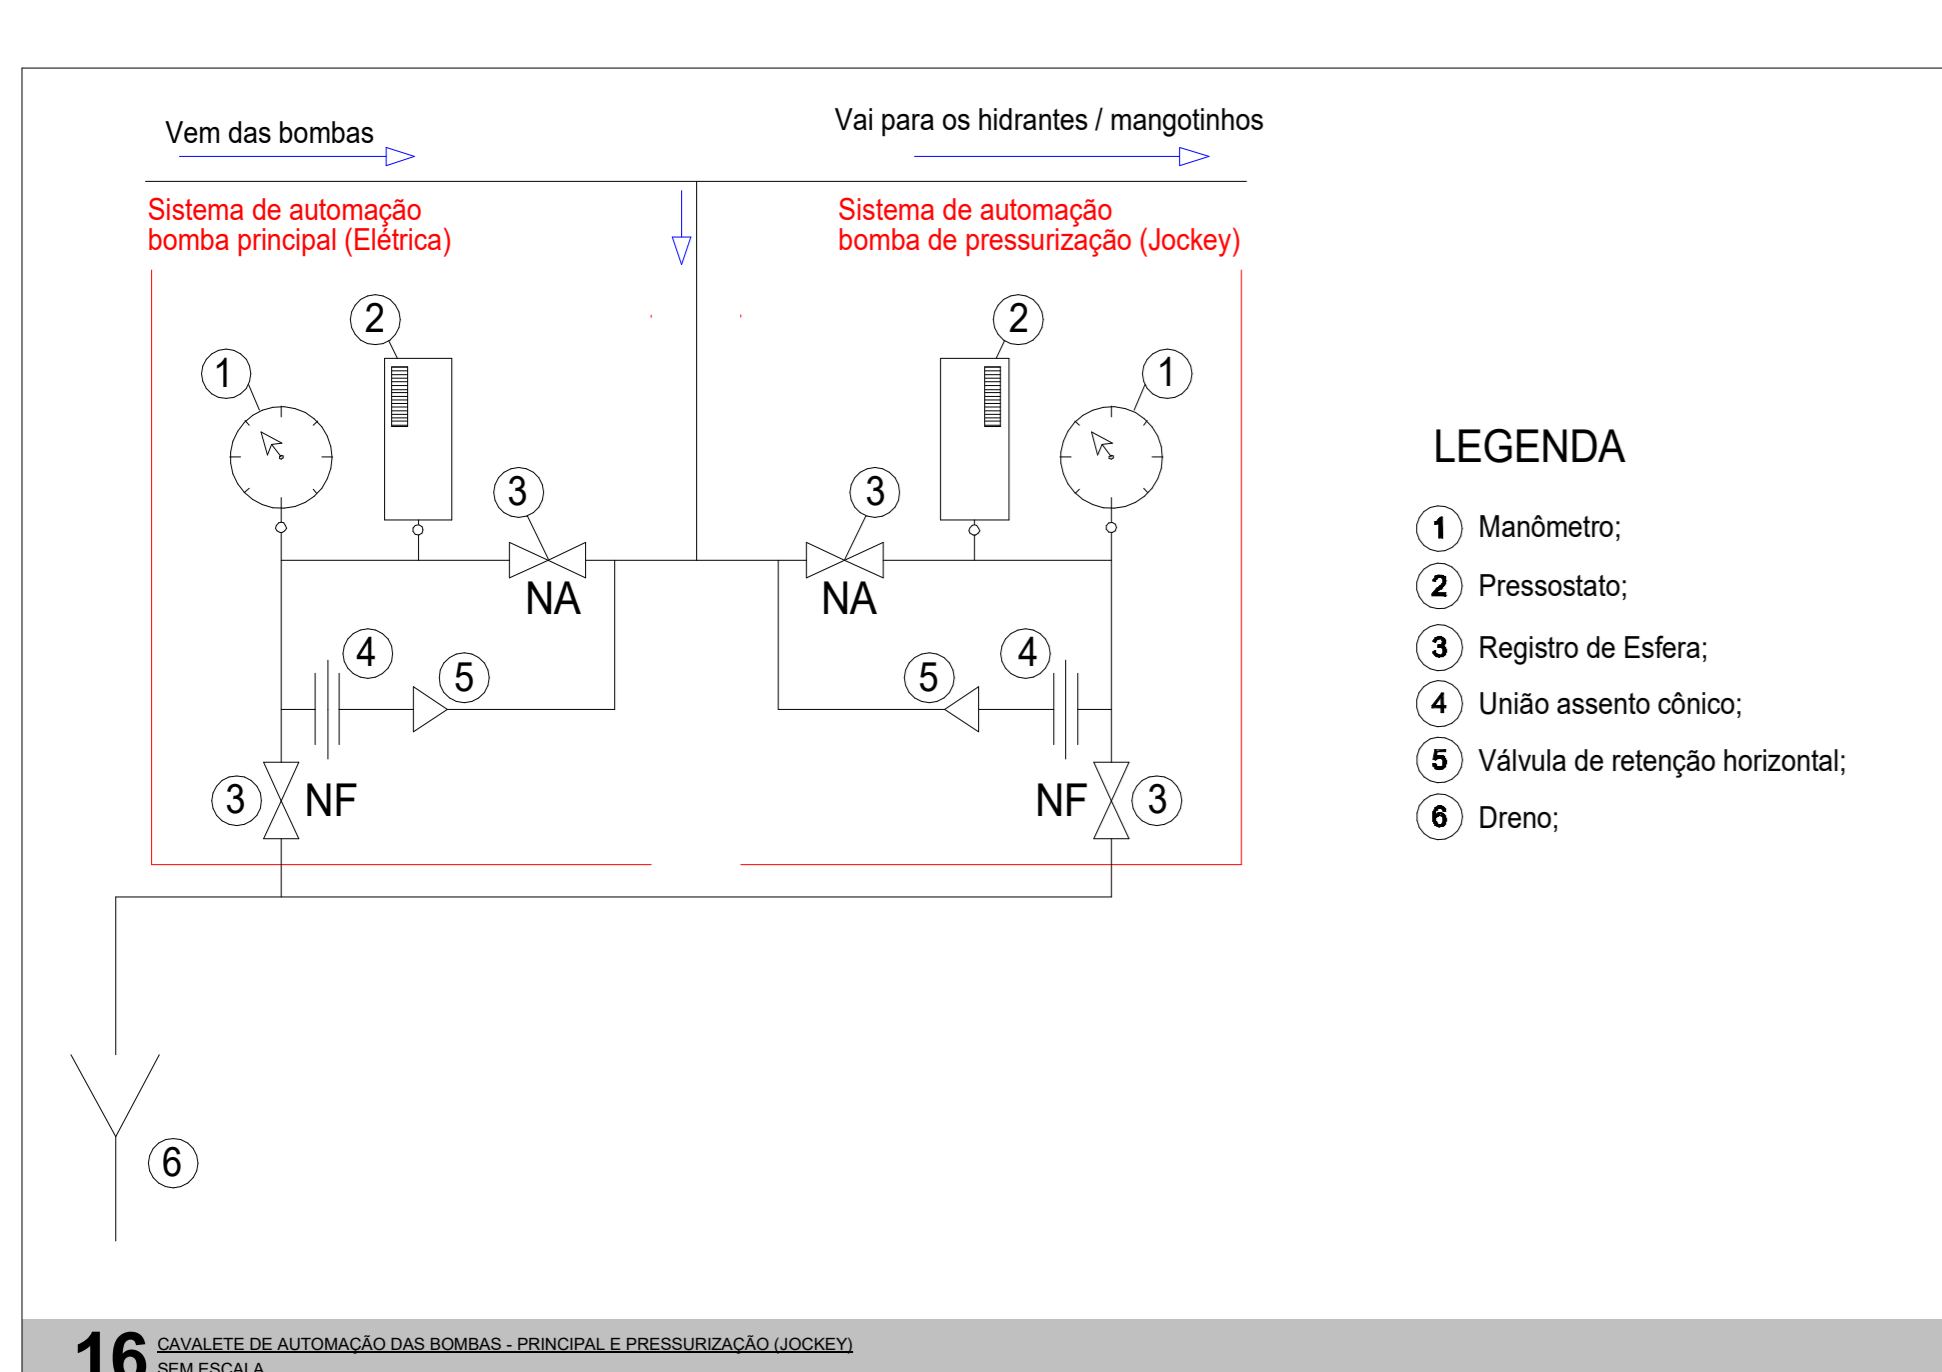 Vem das bombas
Vai para os hidrantes / mangotinhos
Sistema de automação
bomba principal (Elétrica)
Sistema de automação
bomba de pressurização (Jockey)
2
2
1
1
3
3
NA
NA
4
5
5
4
3
NF
NF
3
6
LEGENDA
1 Manômetro;
2 Pressostato;
3 Registro de Esfera;
4 União assento cônico;
5 Válvula de retenção horizontal;
6 Dreno;
16
CAVALETE DE AUTOMAÇÃO DAS BOMBAS - PRINCIPAL E PRESSURIZAÇÃO (JOCKEY)
SEM ESCALA